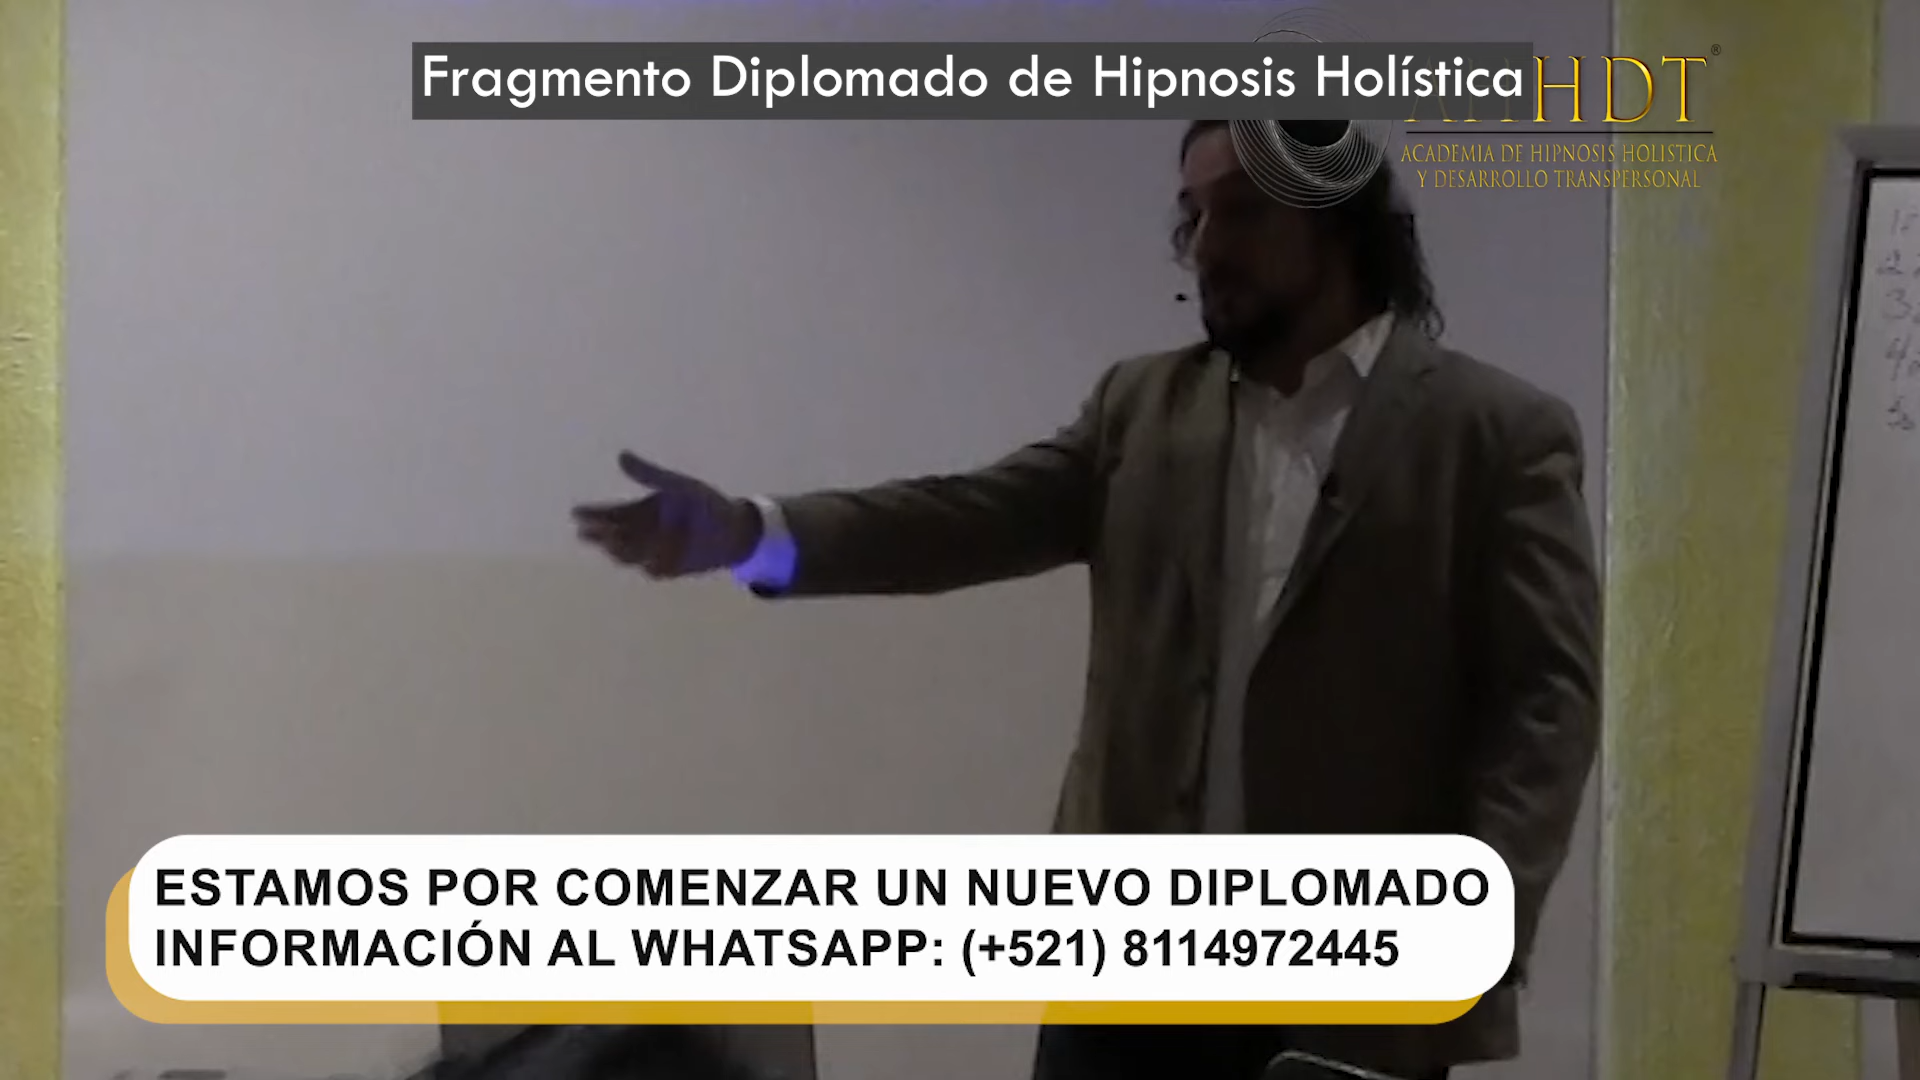 Fragmento Diplomado de Hipnosis Holística
HDT®
ACADEMIA DE HIPNOSIS HOLISTICA
Y DESARROLLO TRANSPERSONAL
ESTAMOS POR COMENZAR UN NUEVO DIPLOMADO
INFORMACIÓN AL WHATSAPP: (+521) 8114972445